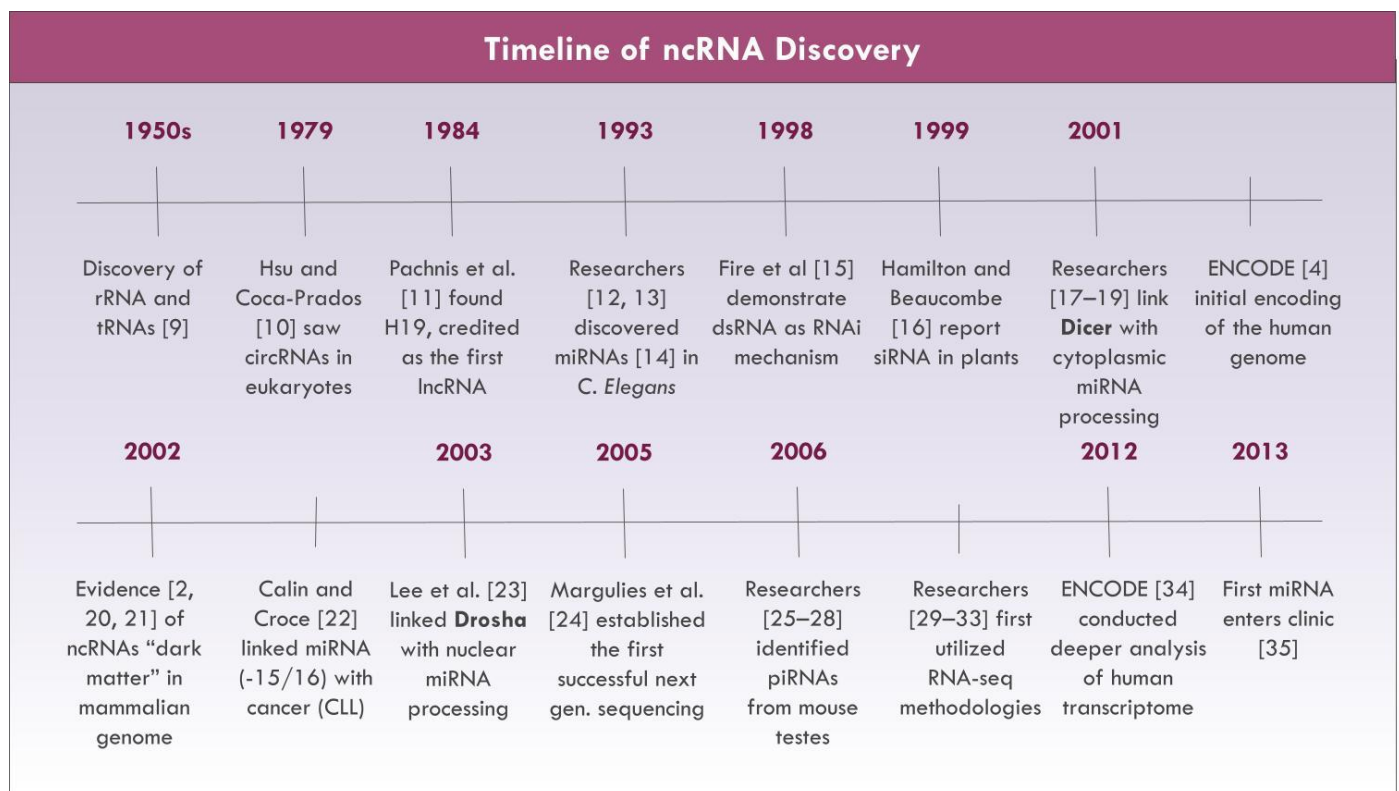 Timeline of ncRNA Discovery
1950s
1979
1984
1993
1998
1999
2001
Discovery of
rRNA and
tRNAs [9]
Hsu and
Coca-Prados
[10] saw
circRNAs in
eukaryotes
Pachnis et al.
[11] found
H19, credited
as the first
lncRNA
Researchers
[12, 13]
discovered
miRNAs [14] in
C. Elegans
Fire et al [15]
demonstrate
dsRNA as RNAi
mechanism
Hamilton and
Beaucombe
[16] report
siRNA in plants
Researchers
[17–19] link
Dicer with
cytoplasmic
miRNA
processing
ENCODE [4]
initial encoding
of the human
genome
2002
2003
2005
2006
2012
2013
Evidence [2,
20, 21] of
ncRNAs “dark
matter” in
mammalian
genome
Calin and
Croce [22]
linked miRNA
(-15/16) with
cancer (CLL)
Lee et al. [23]
linked Drosha
with nuclear
miRNA
processing
Margulies et al.
[24] established
the first
successful next
gen. sequencing
Researchers
[25–28]
identified
piRNAs
from mouse
testes
Researchers
[29–33] first
utilized
RNA-seq
methodologies
ENCODE [34]
conducted
deeper analysis
of human
transcriptome
First miRNA
enters clinic
[35]